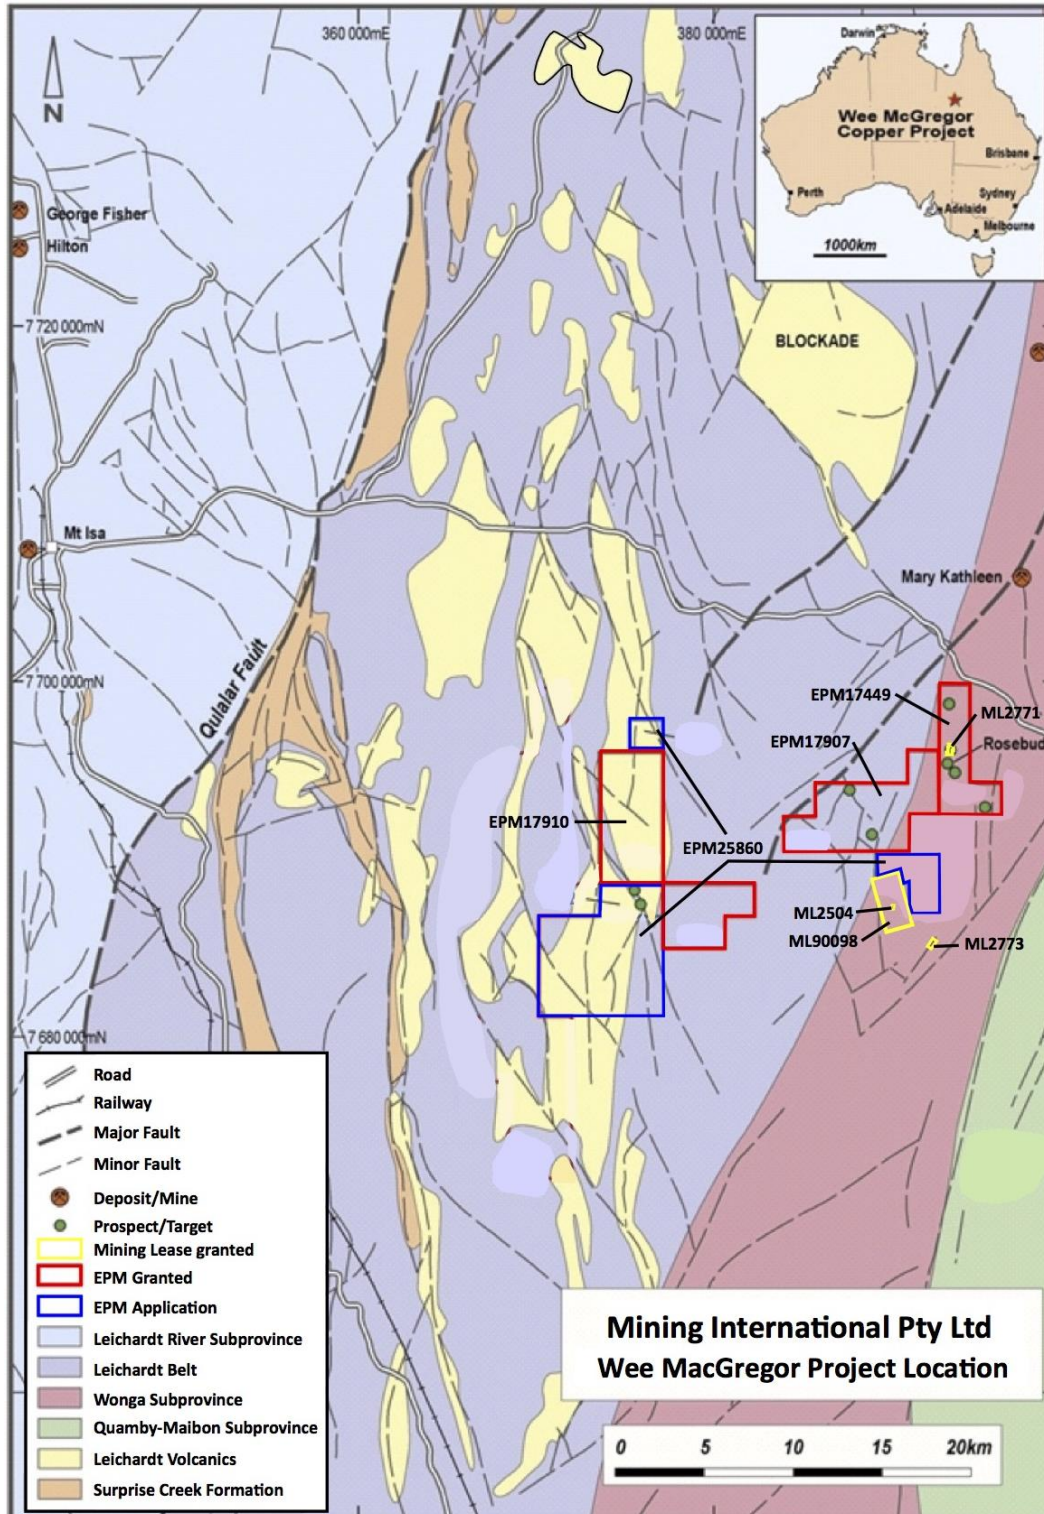 360 000mE
380 000mE
N
Darwin
Wee McGregor
Copper Project
Brisbane
Perth
Sydney
Adelaide
Melbourne
1000km
George Fisher
Hilton
7 720 000mN
BLOCKADE
Mt Isa
Mary Kathleen
Qulalar Fault
7 700 000mN
EPM17449
ML2771
EPM17907
Rosebud
EPM17910
EPM25860
ML2504
ML90098
ML2773
7 680 000mN
Road
Railway
Major Fault
Minor Fault
Deposit/Mine
Prospect/Target
Mining Lease granted
EPM Granted
EPM Application
Leichardt River Subprovince
Leichardt Belt
Wonga Subprovince
Quamby-Maibon Subprovince
Leichardt Volcanics
Surprise Creek Formation
Mining International Pty Ltd
Wee MacGregor Project Location
0 5 10 15 20km